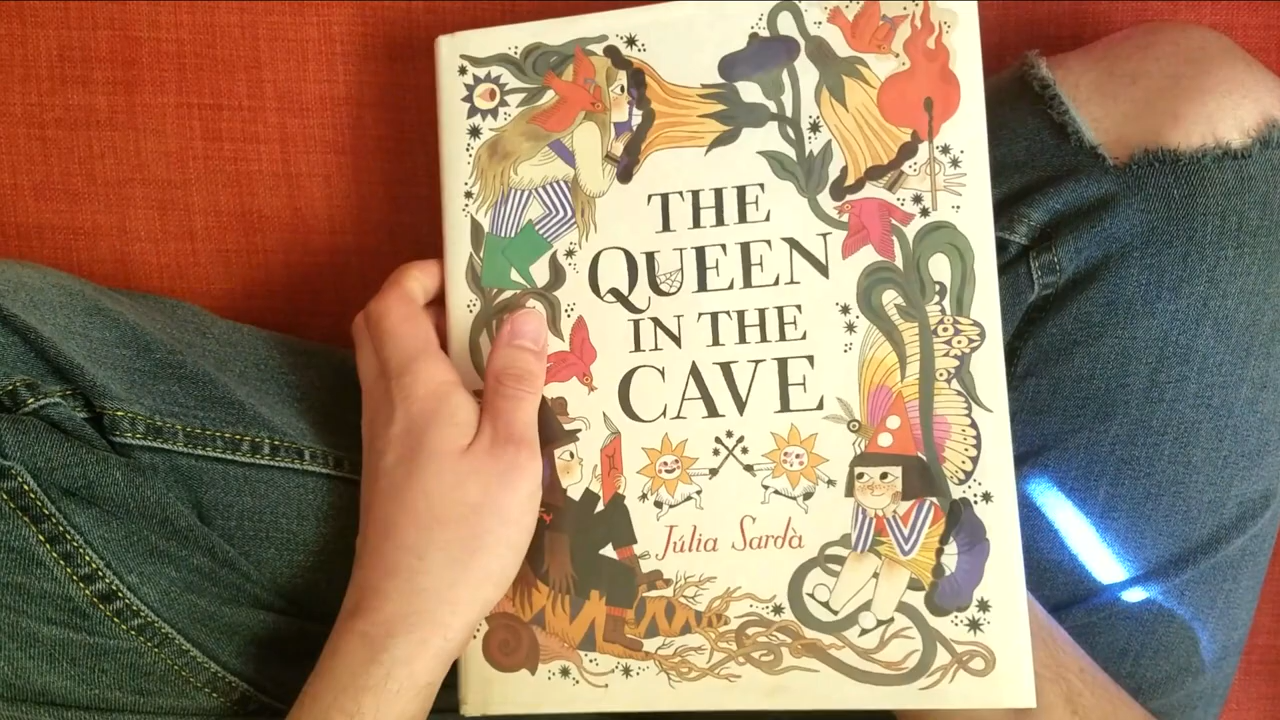 THE
QUEEN
IN THE
CAVE
Júlia Sardà